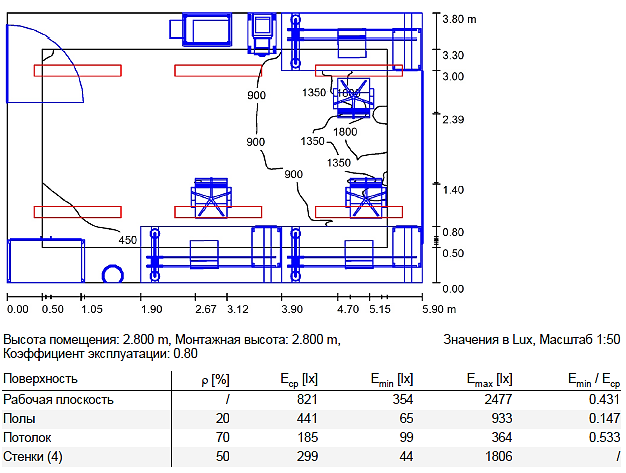 3.80 m
3.30
3.00
900
1350
1800
2.39
900
1350
1350
900
1.40
450
0.80
0.50
0.00
0.00 0.50 1.05 1.90 2.67 3.12 3.90 4.70 5.15 5.90 m
Высота помещения: 2.800 m, Монтажная высота: 2.800 m,
Коэффициент эксплуатации: 0.80
Значения в Lux, Масштаб 1:50
Поверхность ρ [%] Eср [lx] Emin [lx] Emax [lx] Emin / Eср
Рабочая плоскость / 821 354 2477 0.431
Полы 20 441 65 933 0.147
Потолок 70 185 99 364 0.533
Стенки (4) 50 299 44 1806 /